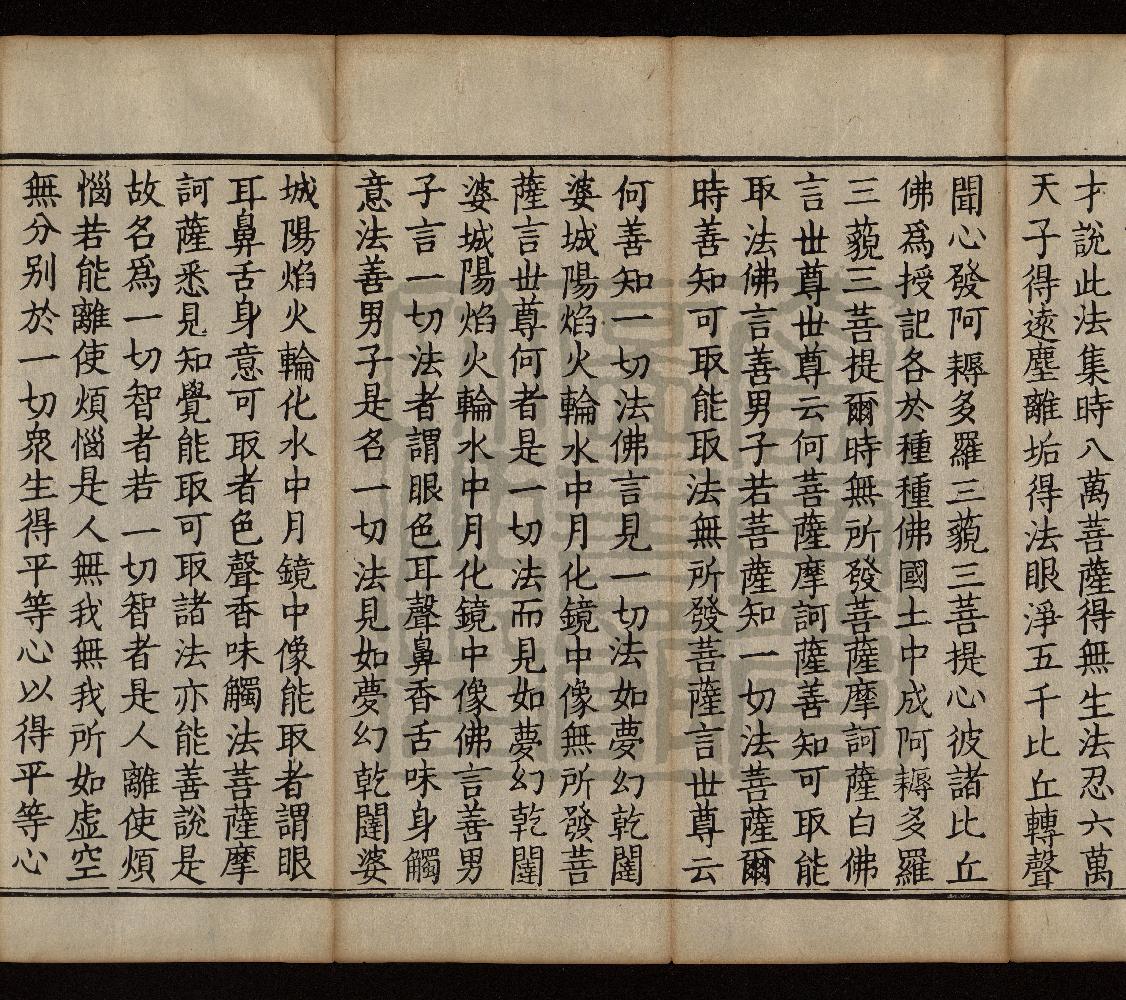 才說此法集時八萬菩薩得無生法忍六萬
天子得遠塵離垢得法眼淨五千比丘轉聲
聞心發阿耨多羅三藐三菩提心彼諸比丘
佛爲授記各於種種佛國土中成阿耨多羅
三藐三菩提爾時無所發菩薩摩訶薩白佛
言世尊世尊云何菩薩摩訶薩善知可取能
取法佛言善男子若菩薩知一切法菩薩爾
時善知可取能取法無所發菩薩言世尊云
何善知一切法佛言見一切法如夢幻乾闥
婆城陽焰火輪水中月化鏡中像無所發菩
薩言世尊何者是一切法而見如夢幻乾闥
婆城陽焰火輪水中月化鏡中像佛言善男
子言一切法者謂眼色耳聲鼻香舌味身觸
意法善男子是名一切法見如夢幻乾闥婆
城陽焰火輪化水中月鏡中像能取者謂眼
耳鼻舌身意可取者色聲香味觸法菩薩摩
訶薩悉見知覺能取可取諸法亦能善說是
故名爲一切智者若一切智者是人離使煩
惱若能離使煩惱是人無我無我所如虛空
無分别於一切衆生得平等心以得平等心